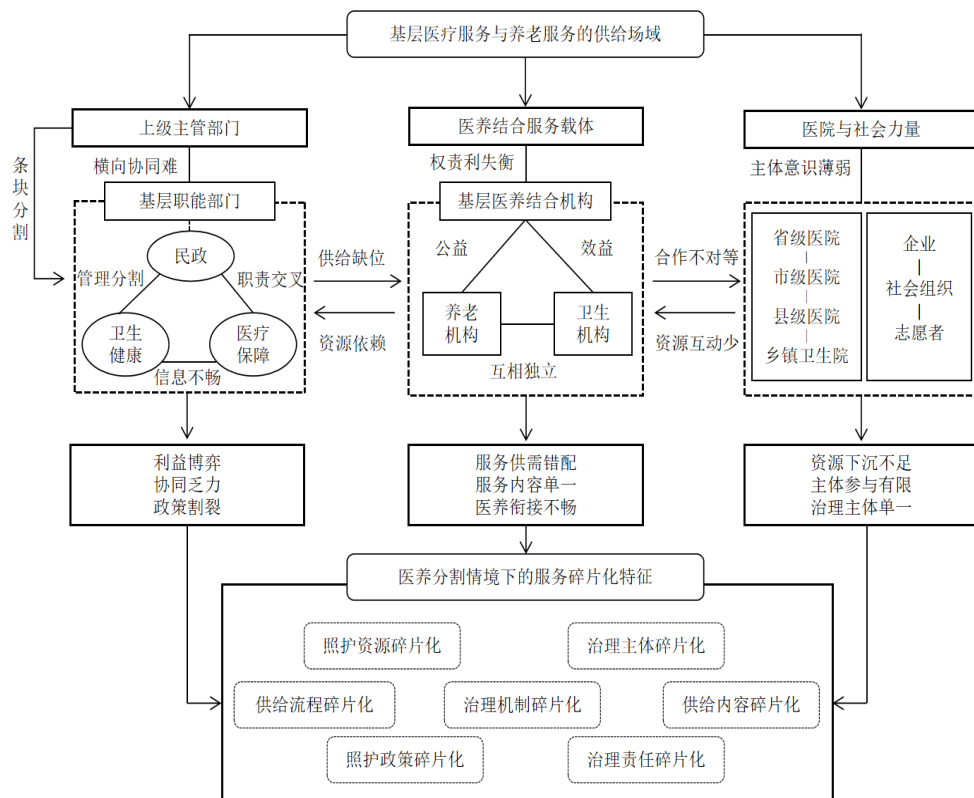 基层医疗服务与养老服务的供给场域
上级主管部门
医养结合服务载体
医院与社会力量
条块分割
横向协同难
权责利失衡
主体意识薄弱
基层职能部门
基层医养结合机构
民政
管理分割
职责交叉
卫生
健康
医疗
保障
信息不畅
供给缺位
资源依赖
公益
效益
养老
机构
卫生
机构
互相独立
合作不对等
资源互动少
省级医院
市级医院
县级医院
乡镇卫生院
企业
社会组织
志愿者
利益博弈
协同乏力
政策割裂
服务供需错配
服务内容单一
医养衔接不畅
资源下沉不足
主体参与有限
治理主体单一
医养分割情境下的服务碎片化特征
照护资源碎片化
治理主体碎片化
供给流程碎片化
治理机制碎片化
供给内容碎片化
照护政策碎片化
治理责任碎片化